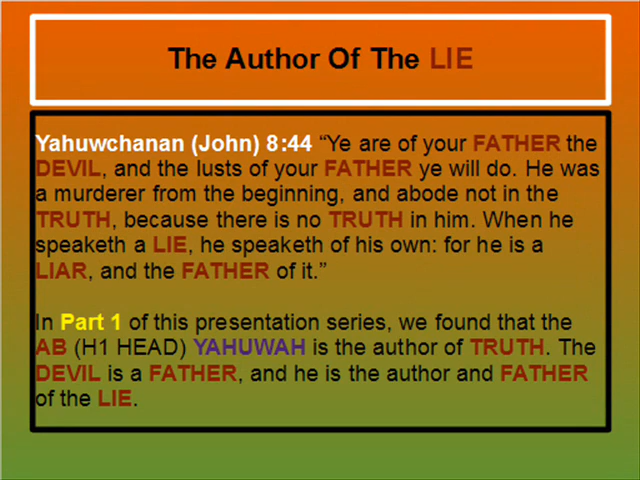 The Author Of The LIE
Yahuwchanan (John) 8:44 “Ye are of your FATHER the
DEVIL, and the lusts of your FATHER ye will do. He was
a murderer from the beginning, and abode not in the
TRUTH, because there is no TRUTH in him. When he
speaketh a LIE, he speaketh of his own: for he is a
LIAR, and the FATHER of it.”
In Part 1 of this presentation series, we found that the
AB (H1 HEAD) YAHUWAH is the author of TRUTH. The
DEVIL is a FATHER, and he is the author and FATHER
of the LIE.